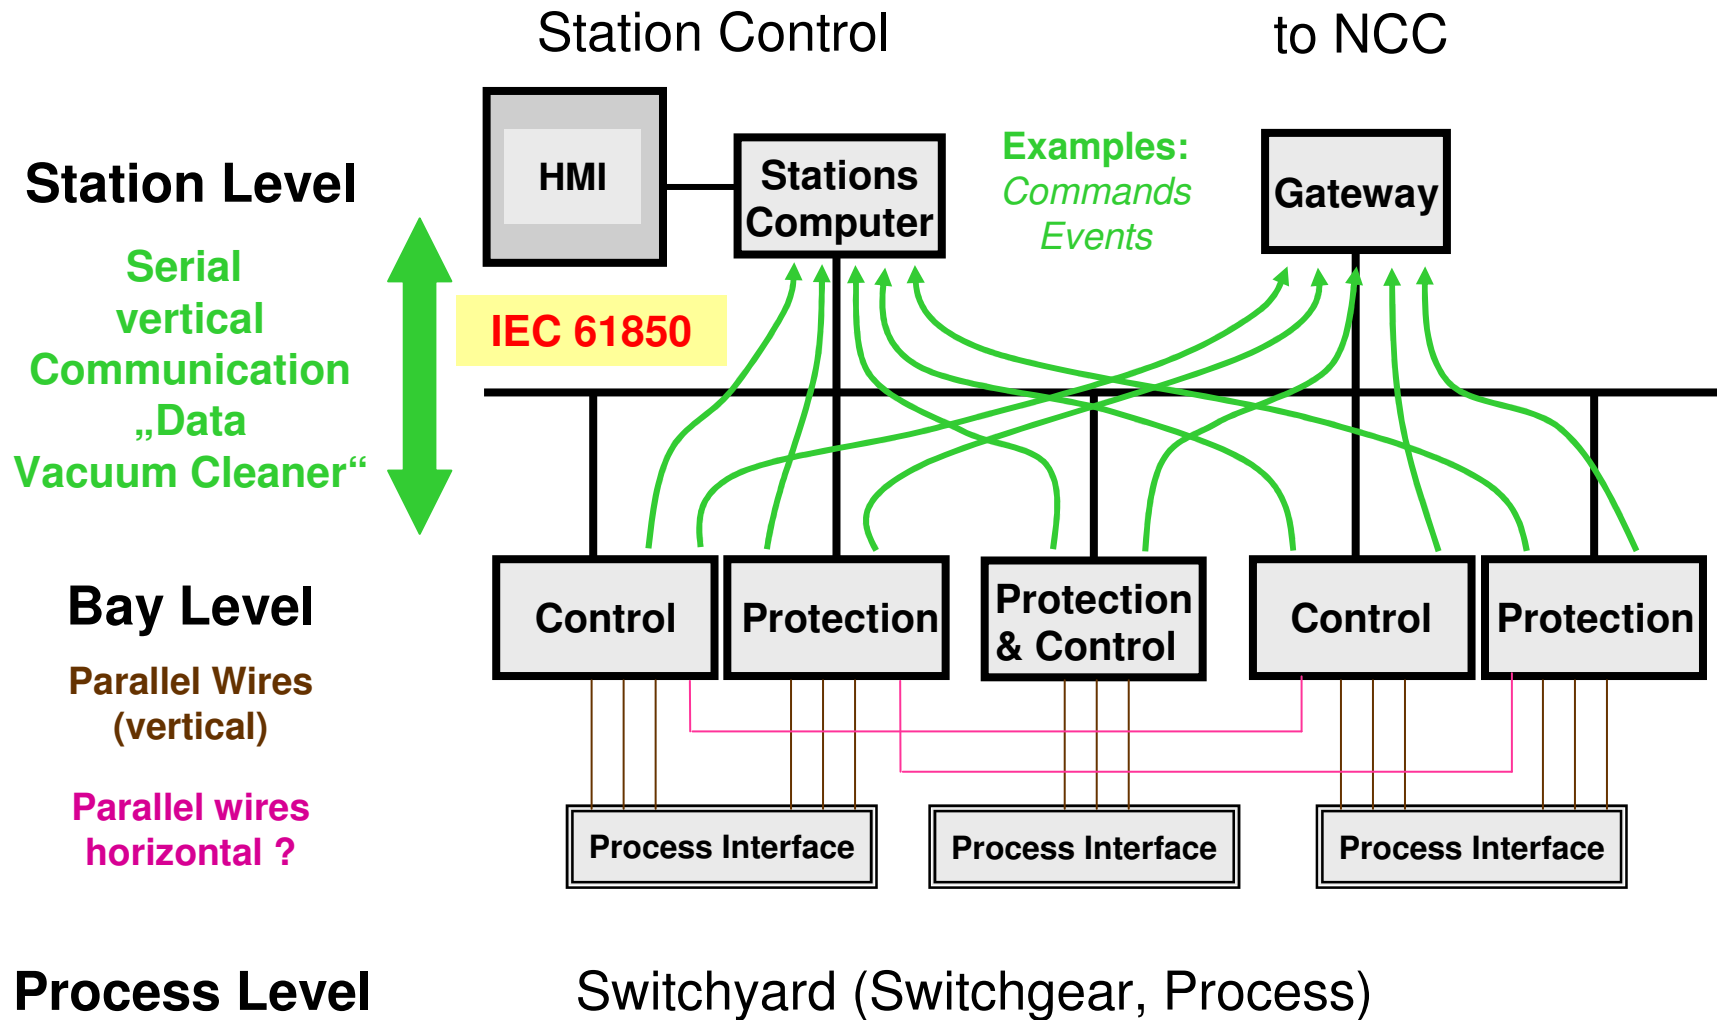 Station Control
to NCC
Station Level
HMI
Stations
Computer
Examples:
Commands
Events
Gateway
Serial
vertical
Communication
„Data
Vacuum Cleaner“
IEC 61850
Bay Level
Control
Protection
Protection
& Control
Control
Protection
Parallel Wires
(vertical)
Parallel wires
horizontal ?
Process Interface
Process Interface
Process Interface
Process Level
Switchyard (Switchgear, Process)